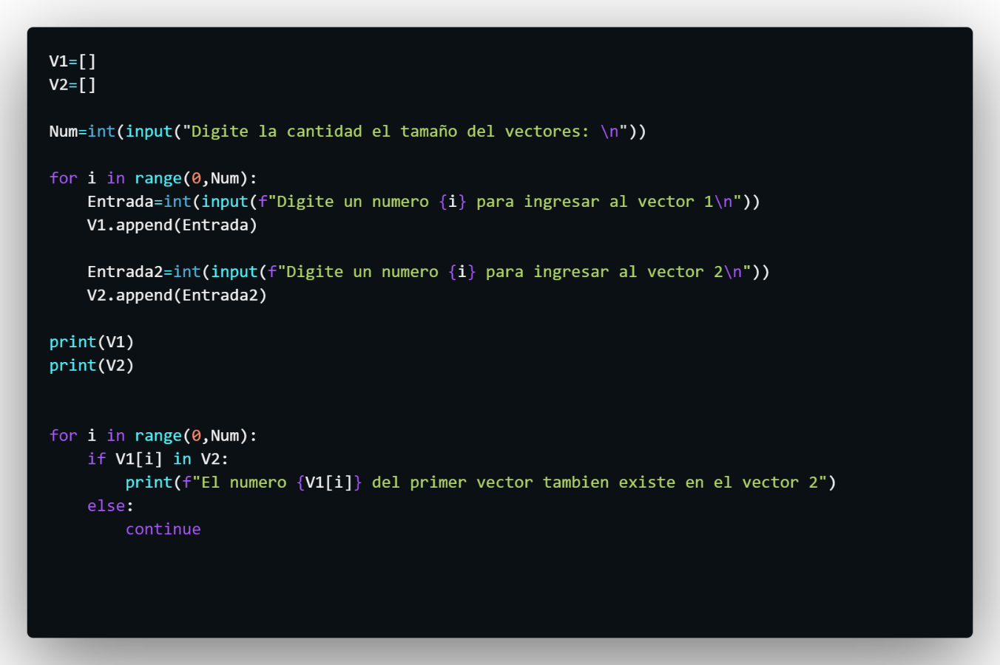 V1=[]
V2=[]
Num=int(input("Digite la cantidad el tamaño del vectores: \n"))
for i in range(0,Num):
    Entrada=int(input(f"Digite un numero {i} para ingresar al vector 1\n"))
    V1.append(Entrada)
    Entrada2=int(input(f"Digite un numero {i} para ingresar al vector 2\n"))
    V2.append(Entrada2)
print(V1)
print(V2)
for i in range(0,Num):
    if V1[i] in V2:
        print(f"El numero {V1[i]} del primer vector tambien existe en el vector 2")
    else:
        continue